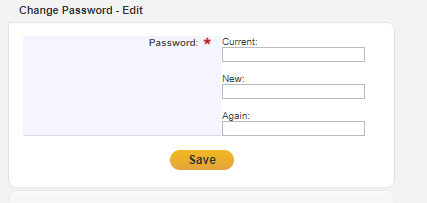 Change Password - Edit
Password: * Current:
New:
Again:
Save